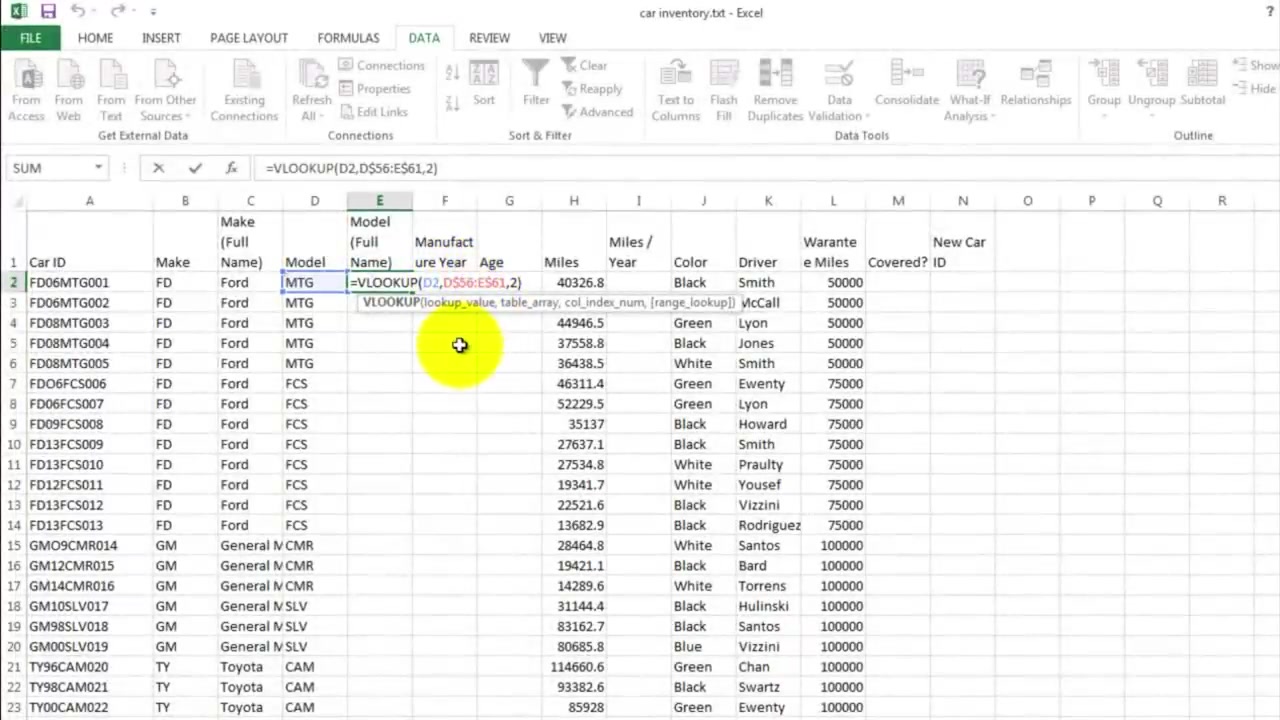 car inventory.txt - Excel
?
FILE HOME INSERT PAGE LAYOUT FORMULAS DATA REVIEW VIEW
From Access
From Web
From Text
From Other Sources
Existing Connections
Get External Data
Refresh All
Connections
Properties
Edit Links
Connections
Sort
Filter
Clear
Reapply
Advanced
Sort & Filter
Text to Columns
Flash Fill
Remove Duplicates
Data Validation
Consolidate
What-If Analysis
Relationships
Data Tools
Group
Ungroup
Subtotal
Show
Hide
Outline
SUM =VLOOKUP(D2,D$56:E$61,2)
A B C D E F G H I J K L M N O P Q R
1 Car ID Make Make (Full Name) Model Model (Full Name) Manufact ure Year Age Miles Miles / Year Color Driver Warante e Miles Covered? New Car ID
2 FD06MTG001 FD Ford MTG =VLOOKUP(D2,D$56:E$61,2) 40326.8 Black Smith 50000
VLOOKUP(lookup_value, table_array, col_index_num, [range_lookup])
3 FD06MTG002 FD Ford MTG McCall 50000
4 FD08MTG003 FD Ford MTG 44946.5 Green Lyon 50000
5 FD08MTG004 FD Ford MTG 37558.8 Black Jones 50000
6 FD08MTG005 FD Ford MTG 36438.5 White Smith 50000
7 FDO6FCS006 FD Ford FCS 46311.4 Green Ewenty 75000
8 FD06FCS007 FD Ford FCS 52229.5 Green Lyon 75000
9 FD09FCS008 FD Ford FCS 35137 Black Howard 75000
10 FD13FCS009 FD Ford FCS 27637.1 Black Smith 75000
11 FD13FCS010 FD Ford FCS 27534.8 White Praulty 75000
12 FD12FCS011 FD Ford FCS 19341.7 White Yousef 75000
13 FD13FCS012 FD Ford FCS 22521.6 Black Vizzini 75000
14 FD13FCS013 FD Ford FCS 13682.9 Black Rodriguez 75000
15 GMO9CMR014 GM General M CMR 28464.8 White Santos 100000
16 GM12CMR015 GM General M CMR 19421.1 Black Bard 100000
17 GM14CMR016 GM General M CMR 14289.6 White Torrens 100000
18 GM10SLV017 GM General M SLV 31144.4 Black Hulinski 100000
19 GM98SLV018 GM General M SLV 83162.7 Black Santos 100000
20 GM00SLV019 GM General M SLV 80685.8 Blue Vizzini 100000
21 TY96CAM020 TY Toyota CAM 114660.6 Green Chan 100000
22 TY98CAM021 TY Toyota CAM 93382.6 Black Swartz 100000
23 TY00CAM022 TY Toyota CAM 85928 Green Ewenty 100000